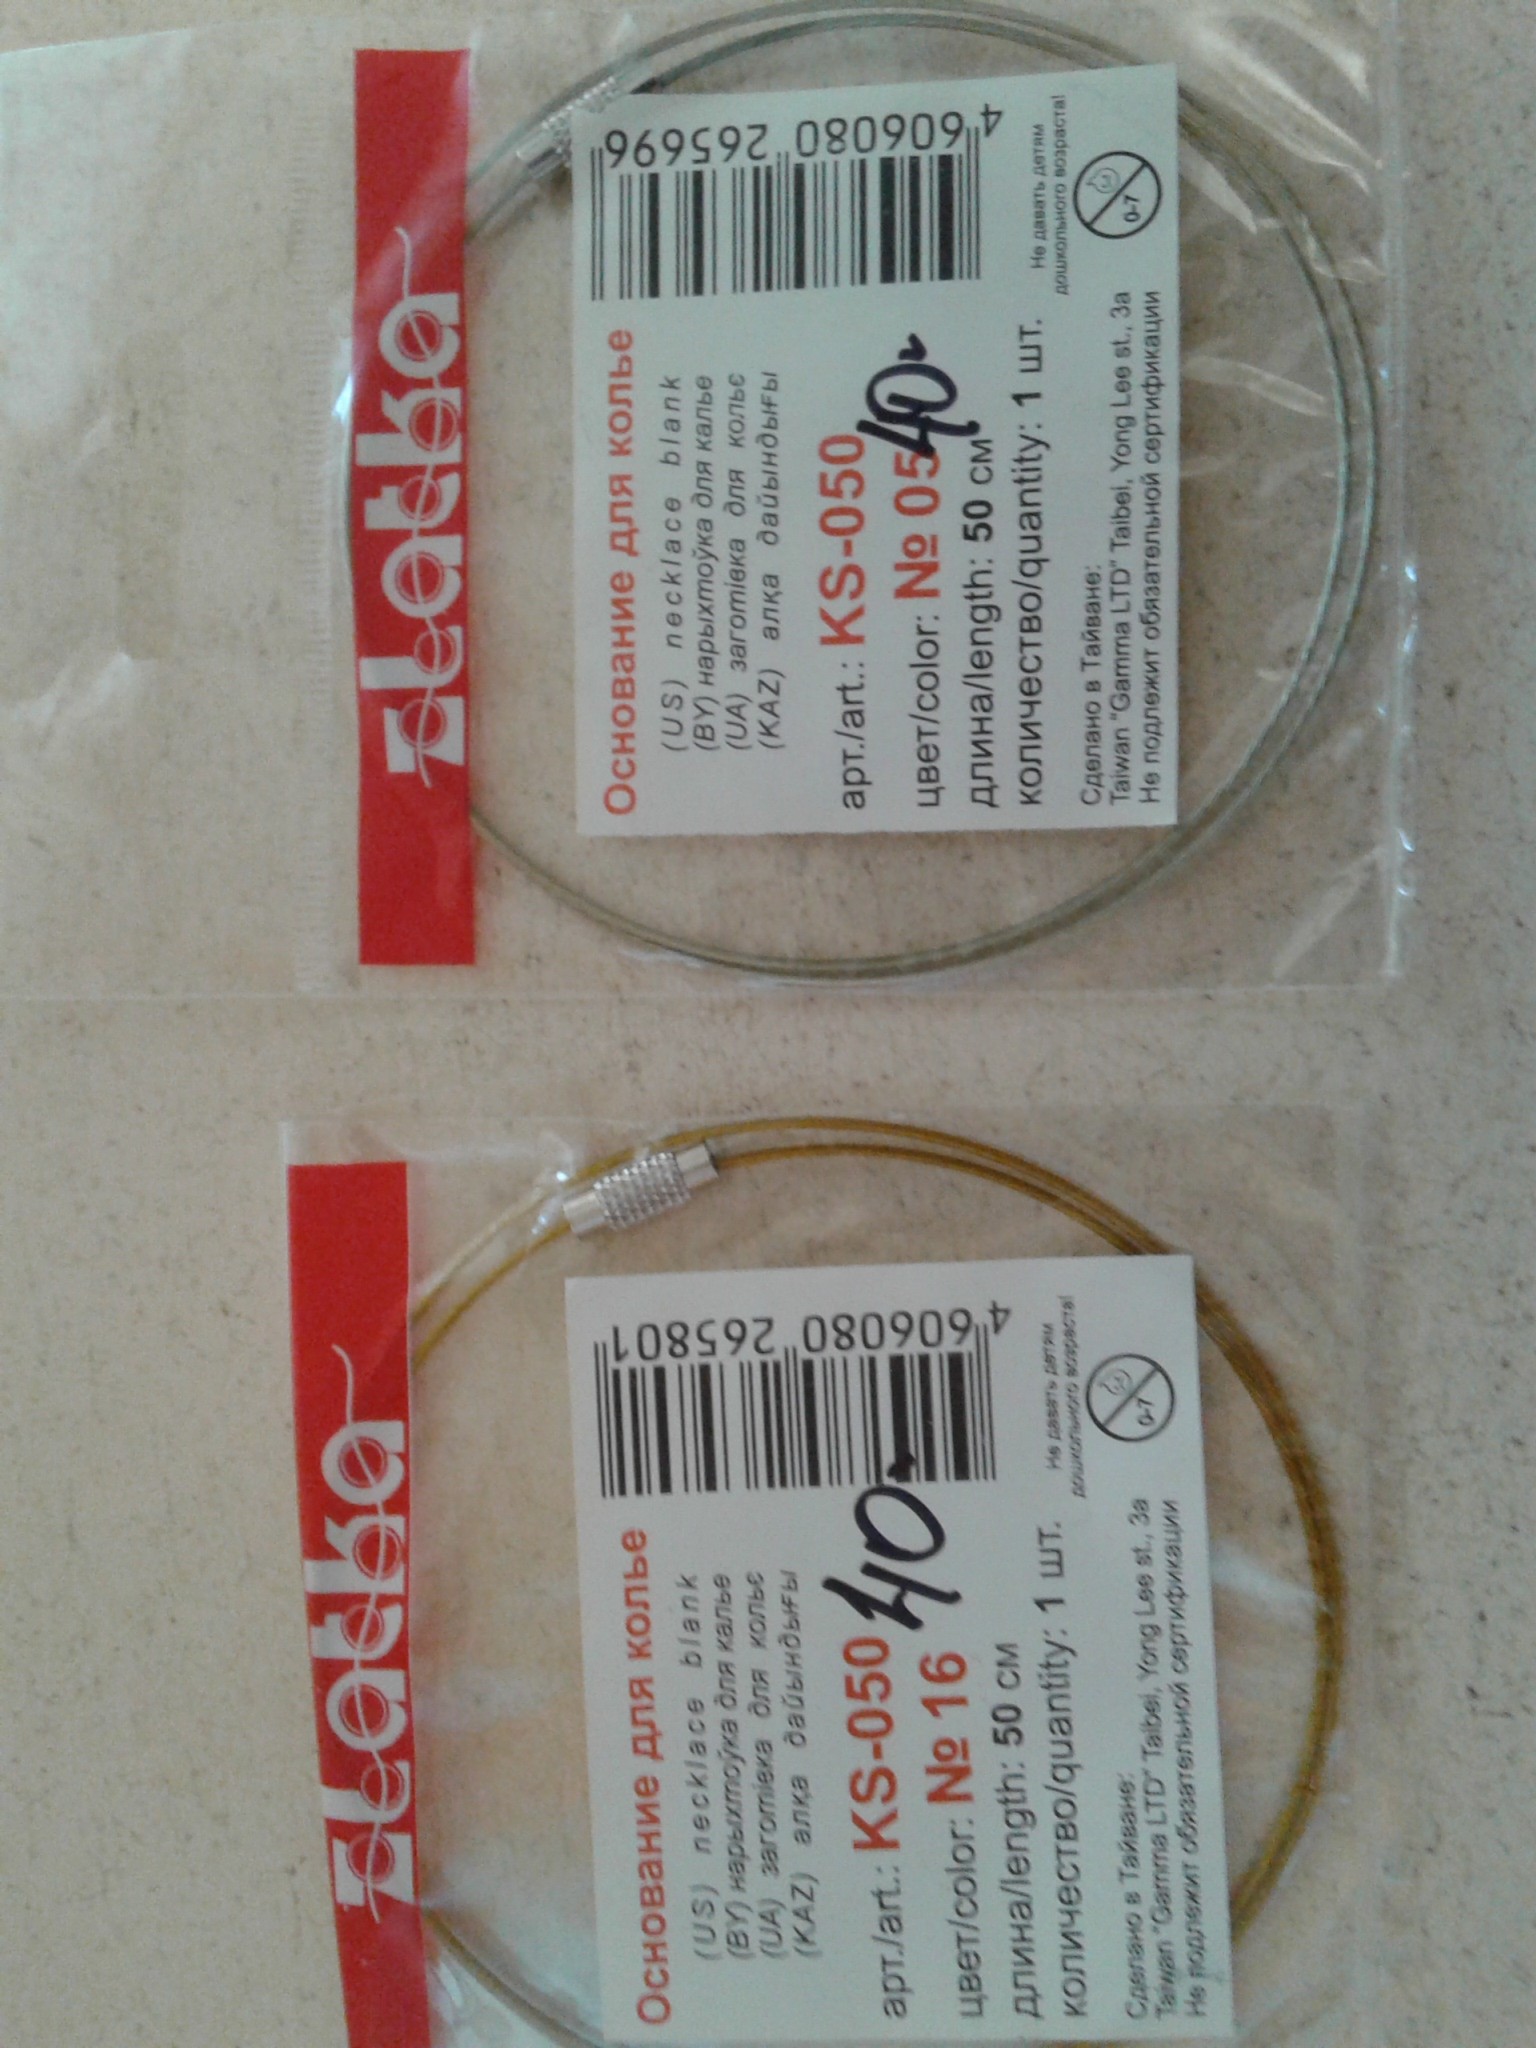 zlatka
Основание для колье
(US) necklace blank
(BY) нарыхтоўка для калье
(UA) заготівка для кольє
(KAZ) алқа дайындығы
арт./art.: KS-050
цвет/color: № 16
40
длина/length: 50 см
количество/quantity: 1 шт.
Сделано в Тайване:
Taiwan "Gamma LTD" Taibei, Yong Lee st., 3a
Не подлежит обязательной сертификации
4 606080 265801
Не давать детям
дошкольного возраста!
0-7
zlatka
Основание для колье
(US) necklace blank
(BY) нарыхтоўка для калье
(UA) заготівка для кольє
(KAZ) алқа дайындығы
арт./art.: KS-050
цвет/color: № 05
40
длина/length: 50 см
количество/quantity: 1 шт.
Сделано в Тайване:
Taiwan "Gamma LTD" Taibei, Yong Lee st., 3a
Не подлежит обязательной сертификации
4 606080 265696
Не давать детям
дошкольного возраста!
0-7